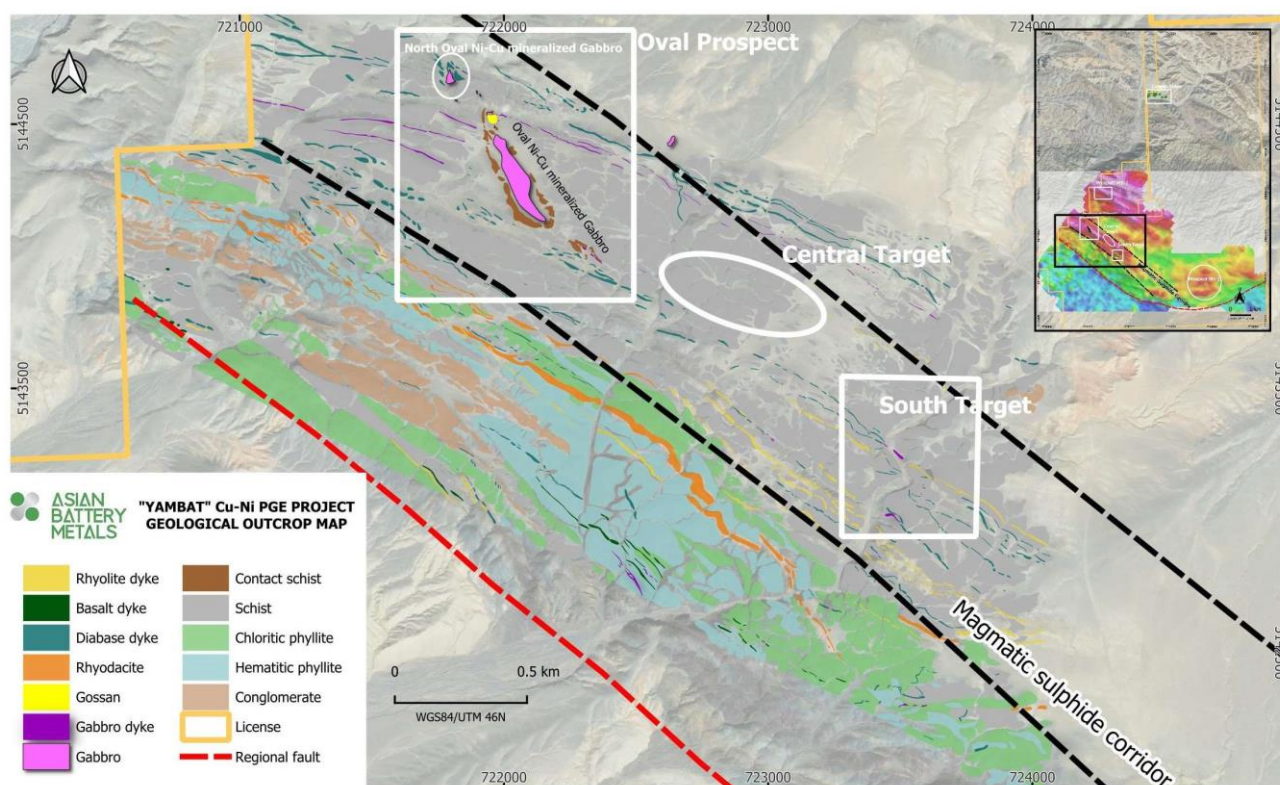 721000
722000
723000
724000
North Oval Ni-Cu mineralized Gabbro
Oval Prospect
Oval Ni-Cu mineralized Gabbro
5144500
5144500
Central Target
5143500
5143500
South Target
Magmatic sulphide corridor
ASIAN
BATTERY
METALS
"YAMBAT" Cu-Ni PGE PROJECT
GEOLOGICAL OUTCROP MAP
Rhyolite dyke
Basalt dyke
Diabase dyke
Rhyodacite
Gossan
Gabbro dyke
Gabbro
Contact schist
Schist
Chloritic phyllite
Hematitic phyllite
Conglomerate
License
Regional fault
0
0.5 km
WGS84/UTM 46N
722000
723000
724000